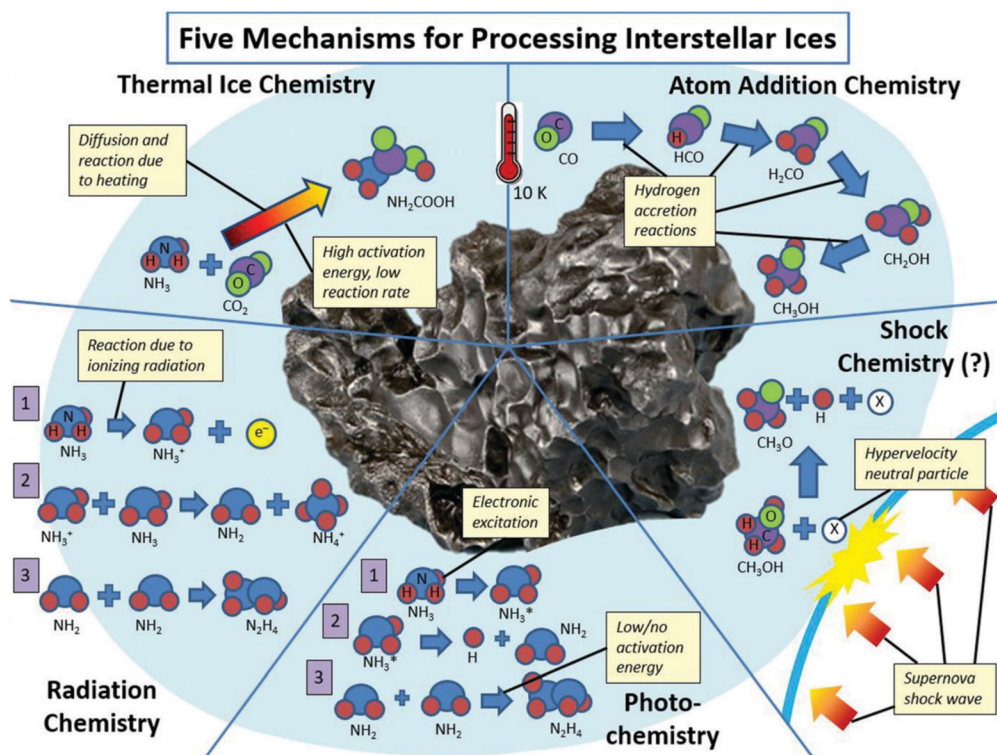 Five Mechanisms for Processing Interstellar Ices
Thermal Ice Chemistry
Diffusion and
reaction due
to heating
NH₂COOH
N
H H
NH₃
C
O
CO₂
High activation
energy, low
reaction rate
Atom Addition Chemistry
10 K
C
O
CO
H
HCO
H₂CO
CH₂OH
CH₃OH
Hydrogen
accretion
reactions
Shock
Chemistry (?)
CH₃O
H
X
Hypervelocity
neutral particle
H O
H C
CH₃OH
X
Supernova
shock wave
Reaction due to
ionizing radiation
1
N
H H
NH₃
NH₃⁺
e⁻
2
NH₃⁺
NH₃
NH₂
NH₄⁺
3
NH₂
NH₂
N₂H₄
Radiation
Chemistry
Electronic
excitation
1
N
H H
NH₃
NH₃*
2
NH₃*
H
NH₂
3
NH₂
NH₂
N₂H₄
Low/no
activation
energy
Photo-
chemistry